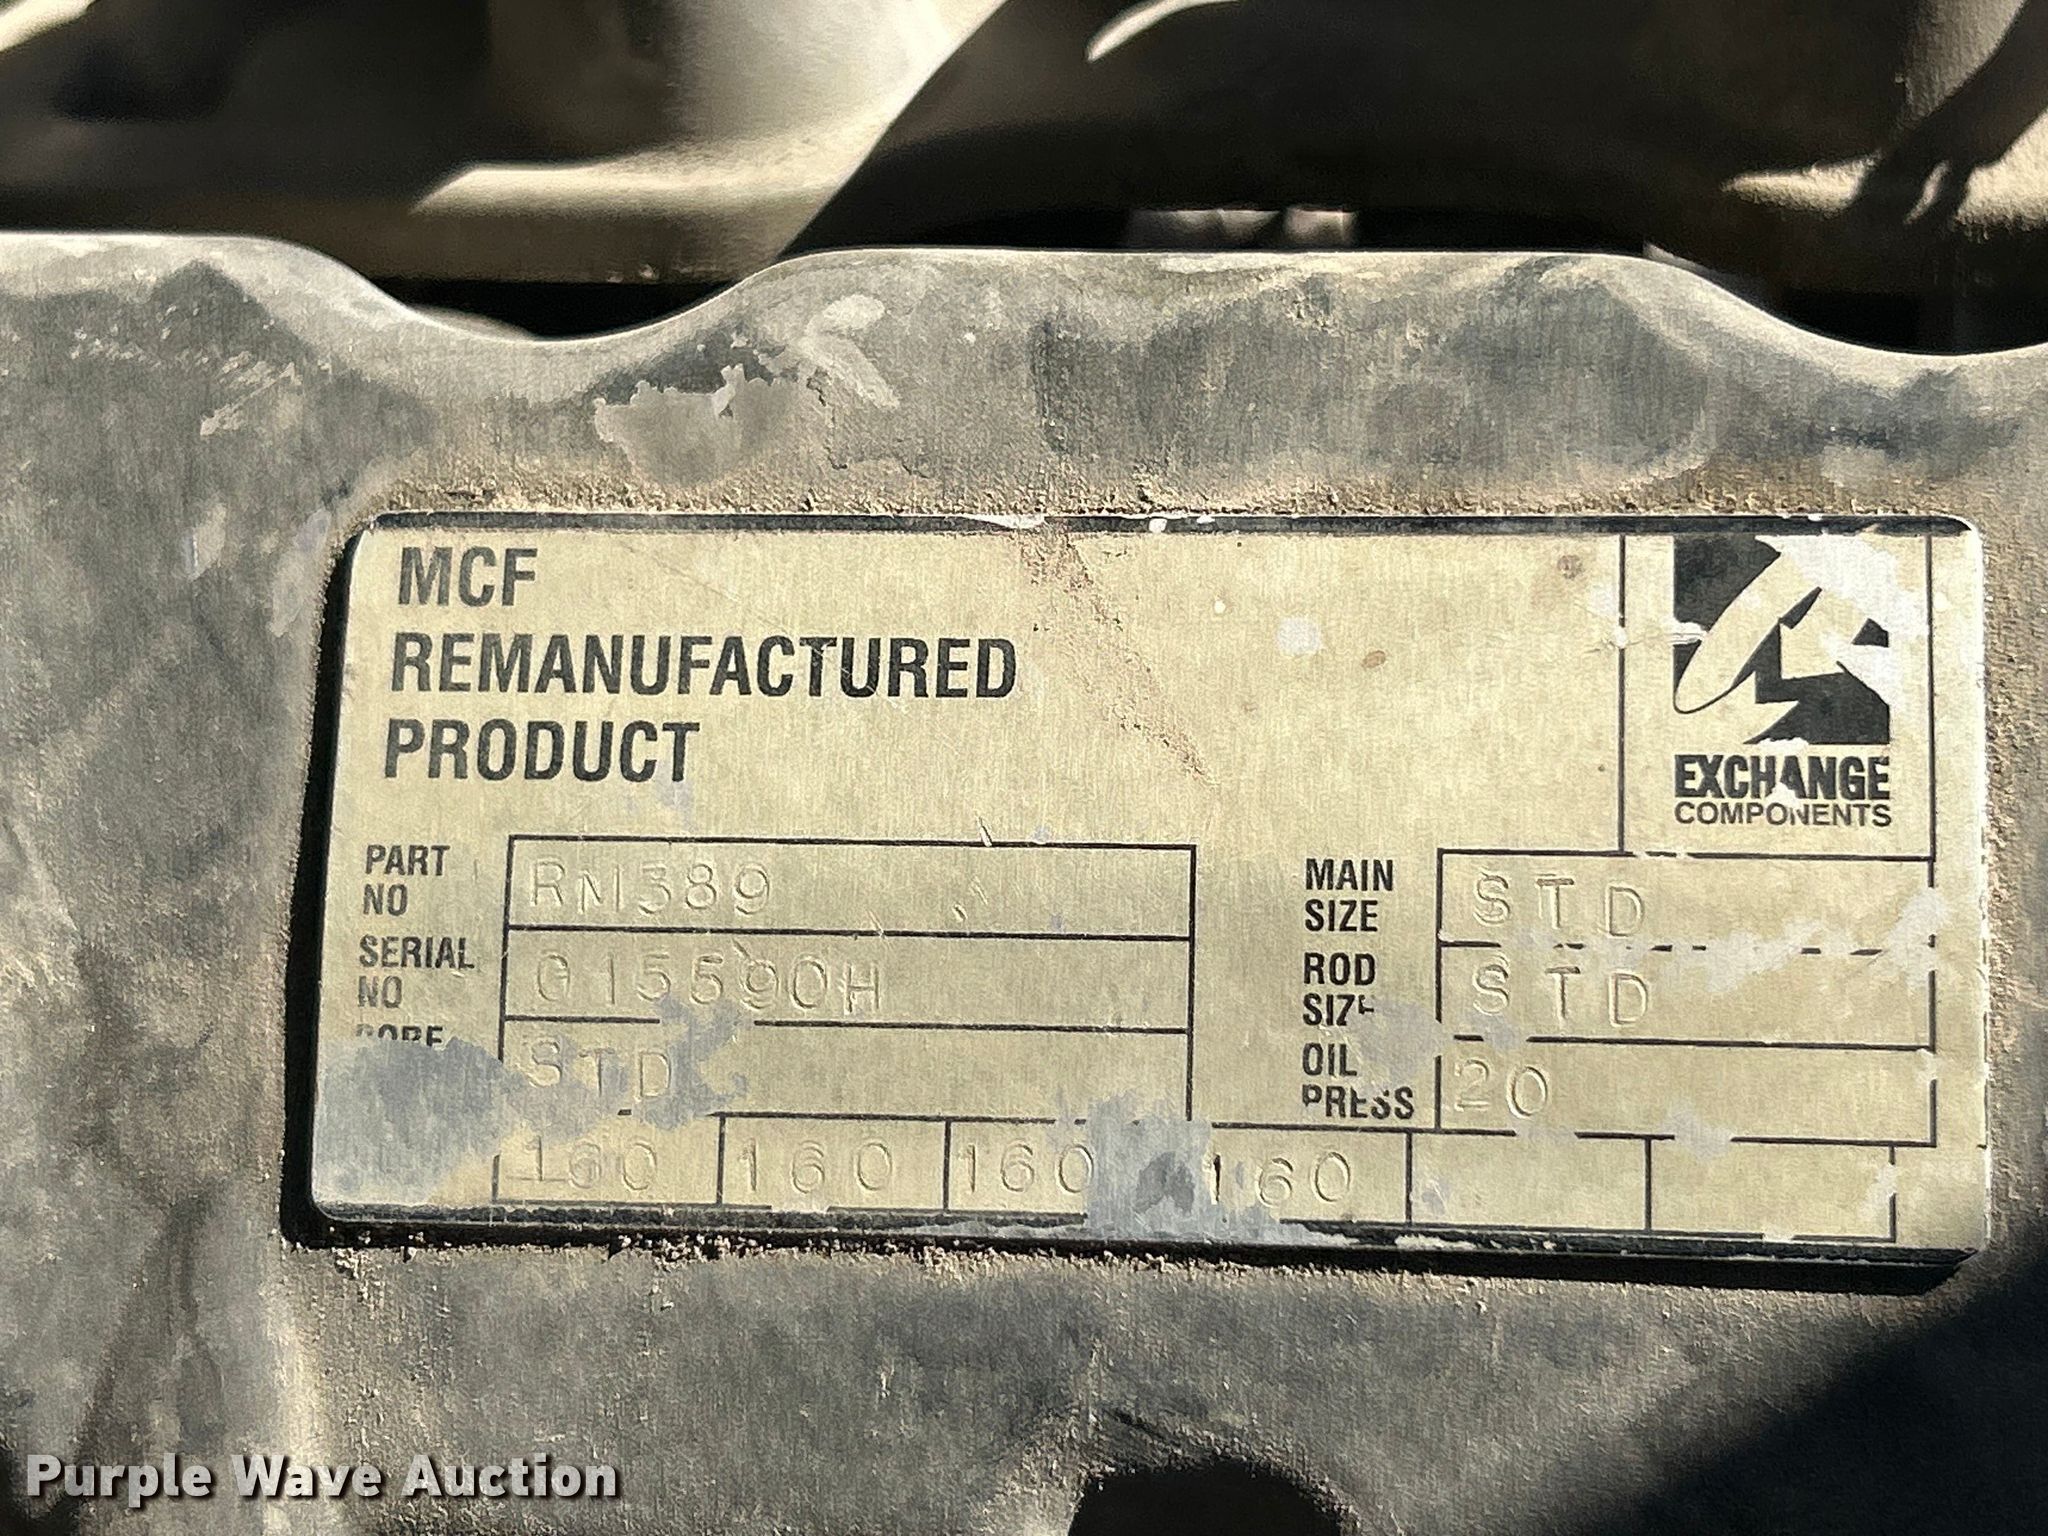 MCF
REMANUFACTURED
PRODUCT
EXCHANGE
COMPONENTS
PART
NO
RM389
SERIAL
NO
G15590H
STD
MAIN
SIZE
STD
ROD
SIZE
STD
OIL
PRESS
20
160 160 160 160
Purple Wave Auction